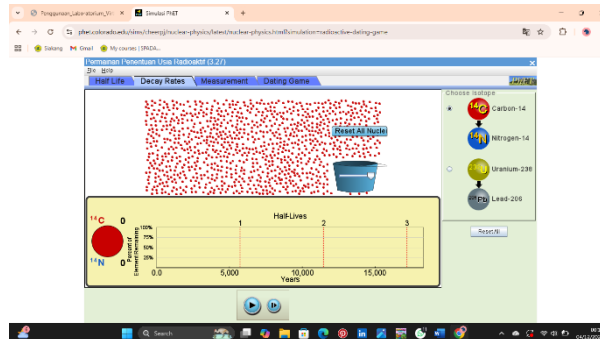 Penggunaan_Laboratorium_Virt
Simulasi PhET
phet.colorado.edu/sims/cheerpj/nuclear-physics/latest/nuclear-physics.html?simulation=radioactive-dating-game
Siakang
Gmail
My courses | SPADA...
Permainan Penentuan Usia Radioaktif (3.27)
File Help
Half Life
Decay Rates
Measurement
Dating Game
Choose Isotope
14C Carbon-14
14N Nitrogen-14
238U Uranium-238
206Pb Lead-206
Reset All Nuclei
Reset All
14C 0
14N 0
Half-Lives
1 2 3
Percent of
Element Remaining
100%
75%
50%
25%
0.0 5,000 10,000 15,000
Years
Search